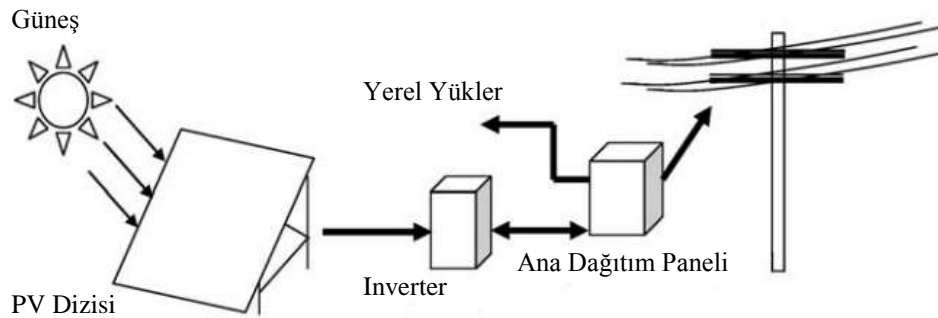 Güneş
Yerel Yükler
Ana Dağıtım Paneli
Inverter
PV Dizisi